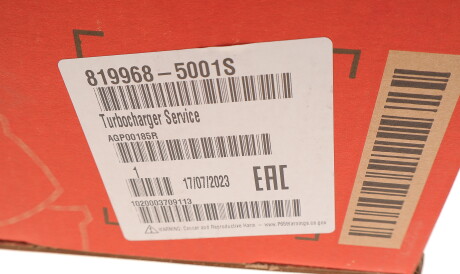 819968-5001S
Turbocharger Service
AGP00185R
1
17/07/2023
EAC
1020003709113
WARNING: Cancer and Reproductive Harm - www.P65Warnings.ca.gov